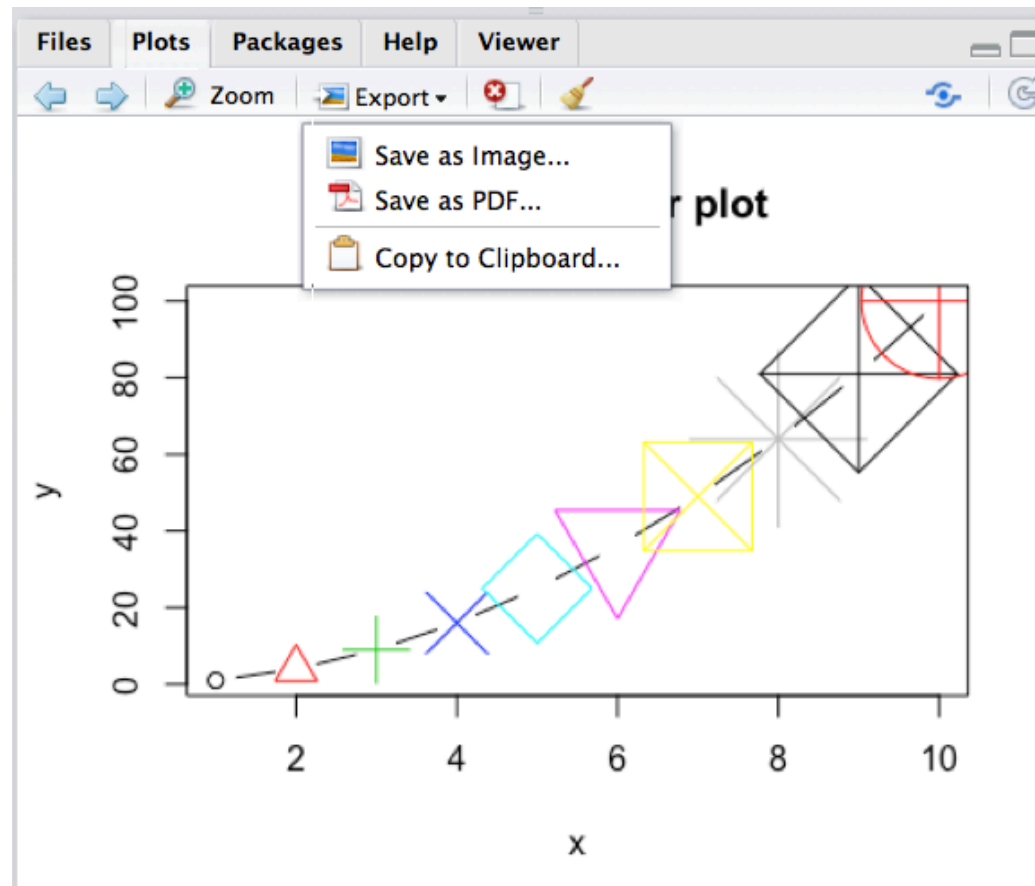 Files Plots Packages Help Viewer
Zoom Export
Save as Image...
Save as PDF...
r plot
Copy to Clipboard...
100
80
60
40
20
0
y
2 4 6 8 10
x